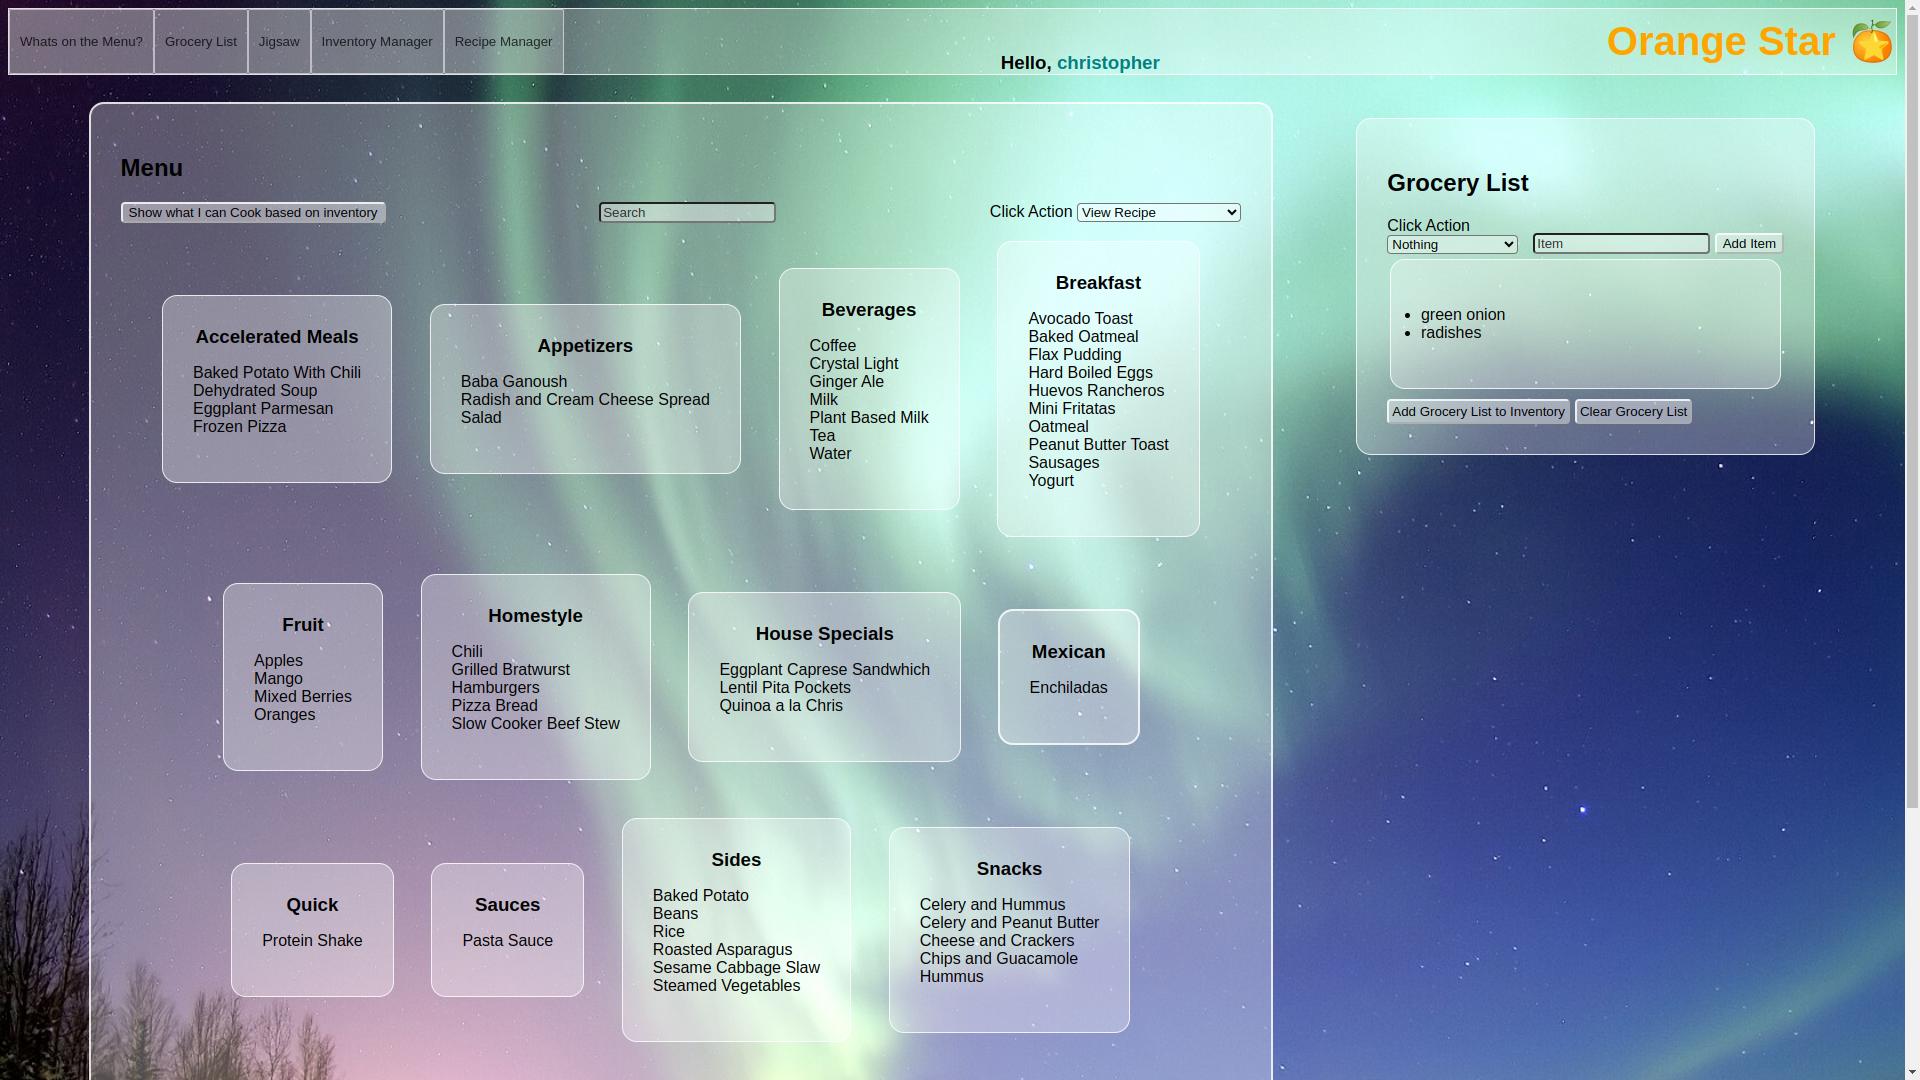 Whats on the Menu?
Grocery List
Jigsaw
Inventory Manager
Recipe Manager
Hello, christopher
Orange Star
Menu
Show what I can Cook based on inventory
Search
Click Action View Recipe
Accelerated Meals
Baked Potato With Chili
Dehydrated Soup
Eggplant Parmesan
Frozen Pizza
Appetizers
Baba Ganoush
Radish and Cream Cheese Spread
Salad
Beverages
Coffee
Crystal Light
Ginger Ale
Milk
Plant Based Milk
Tea
Water
Breakfast
Avocado Toast
Baked Oatmeal
Flax Pudding
Hard Boiled Eggs
Huevos Rancheros
Mini Fritatas
Oatmeal
Peanut Butter Toast
Sausages
Yogurt
Fruit
Apples
Mango
Mixed Berries
Oranges
Homestyle
Chili
Grilled Bratwurst
Hamburgers
Pizza Bread
Slow Cooker Beef Stew
House Specials
Eggplant Caprese Sandwhich
Lentil Pita Pockets
Quinoa a la Chris
Mexican
Enchiladas
Quick
Protein Shake
Sauces
Pasta Sauce
Sides
Baked Potato
Beans
Rice
Roasted Asparagus
Sesame Cabbage Slaw
Steamed Vegetables
Snacks
Celery and Hummus
Celery and Peanut Butter
Cheese and Crackers
Chips and Guacamole
Hummus
Grocery List
Click Action
Nothing
Item
Add Item
green onion
radishes
Add Grocery List to Inventory
Clear Grocery List